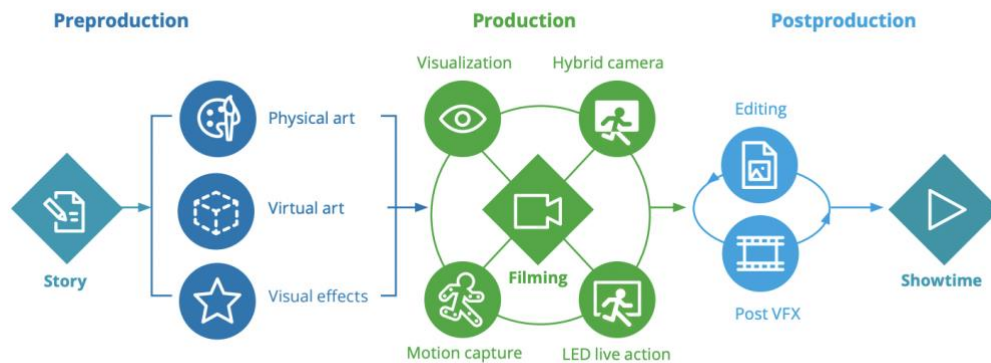 Preproduction
Production
Postproduction
Visualization
Hybrid camera
Physical art
Editing
Virtual art
Story
Filming
Showtime
Visual effects
Post VFX
Motion capture
LED live action